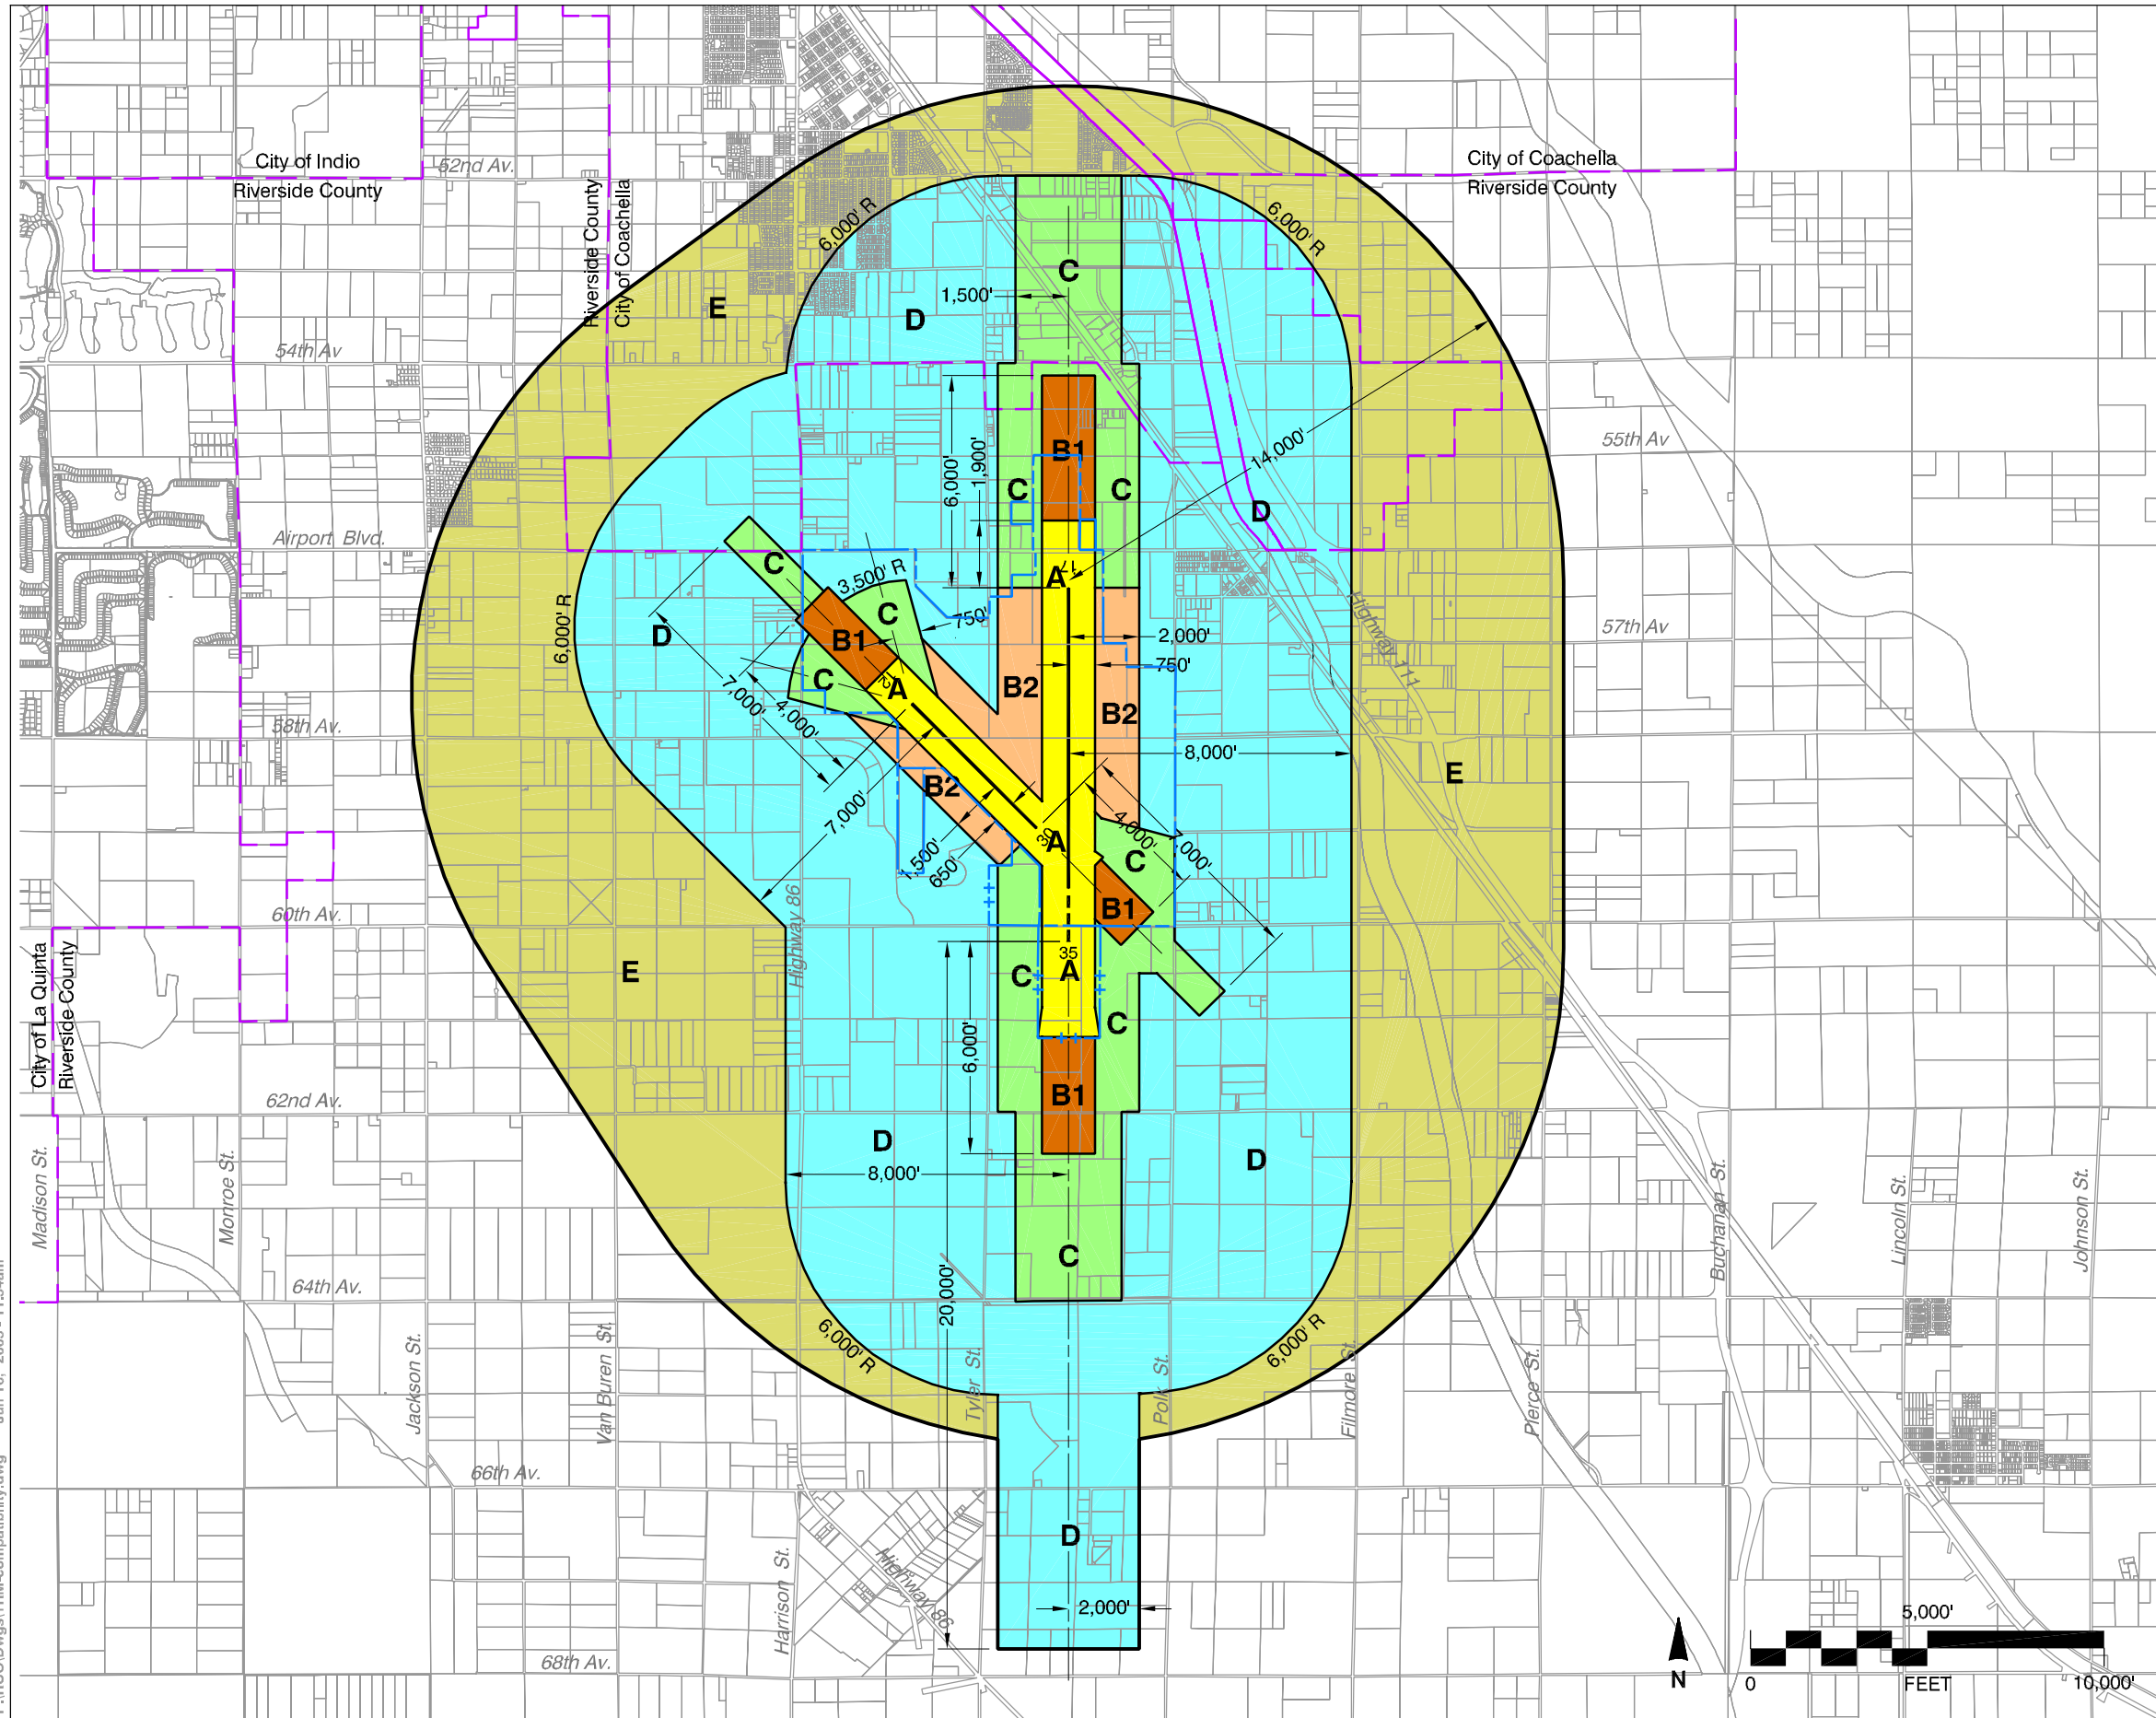 City of Indio
Riverside County
52nd Av.
City of Coachella
Riverside County
Riverside County
City of Coachella
6,000' R
6,000' R
C
1,500'
E
D
54th Av
B1
6,000'
1,900'
14,000'
55th Av
C
C
D
Airport Blvd.
C
3,500' R
A
17
Highway 111
C
750'
6,000' R
D
B1
2,000'
57th Av
750'
C
A
12
B2
7,000'
4,000'
B2
58th Av.
8,000'
E
B2
7,000'
30
A
4,000'
7,000'
C
1,500'
650'
B1
60th Av.
Highway 86
35
City of La Quinta
Riverside County
E
C
A
C
6,000'
B1
62nd Av.
D
D
8,000'
Madison St.
Monroe St.
Buchanan St.
Lincoln St.
Johnson St.
C
64th Av.
20,000'
6,000' R
6,000' R
Jackson St.
Van Buren St.
Tyler St.
Polk St.
Filmore St.
Pierce St.
66th Av.
D
Harrison St.
Highway 86
2,000'
5,000'
68th Av.
N
0
FEET
10,000'